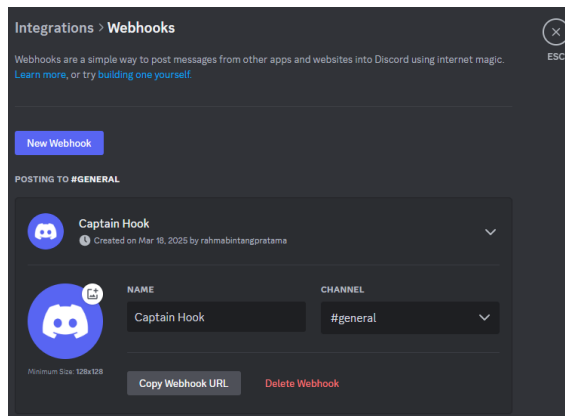 Integrations > Webhooks
Webhooks are a simple way to post messages from other apps and websites into Discord using internet magic.
Learn more, or try building one yourself.
ESC
New Webhook
POSTING TO #GENERAL
Captain Hook
Created on Mar 18, 2025 by rahmabintangpratama
NAME
CHANNEL
Captain Hook
#general
Minimum Size: 128x128
Copy Webhook URL
Delete Webhook